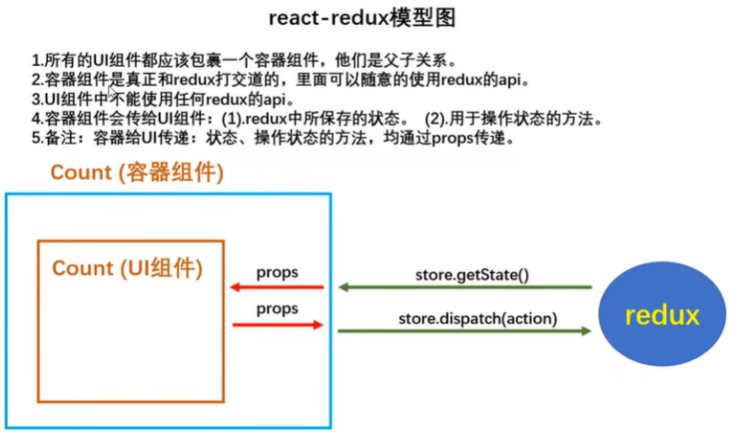 react-redux模型图
1.所有的UI组件都应该包裹一个容器组件，他们是父子关系。
2.容器组件是真正和redux打交道的，里面可以随意的使用redux的api。
3.UI组件中不能使用任何redux的api。
4.容器组件会传给UI组件：(1).redux中所保存的状态。 (2).用于操作状态的方法。
5.备注：容器给UI传递：状态、操作状态的方法，均通过props传递。
Count (容器组件)
Count (UI组件)
props
store.getState()
props
store.dispatch(action)
redux